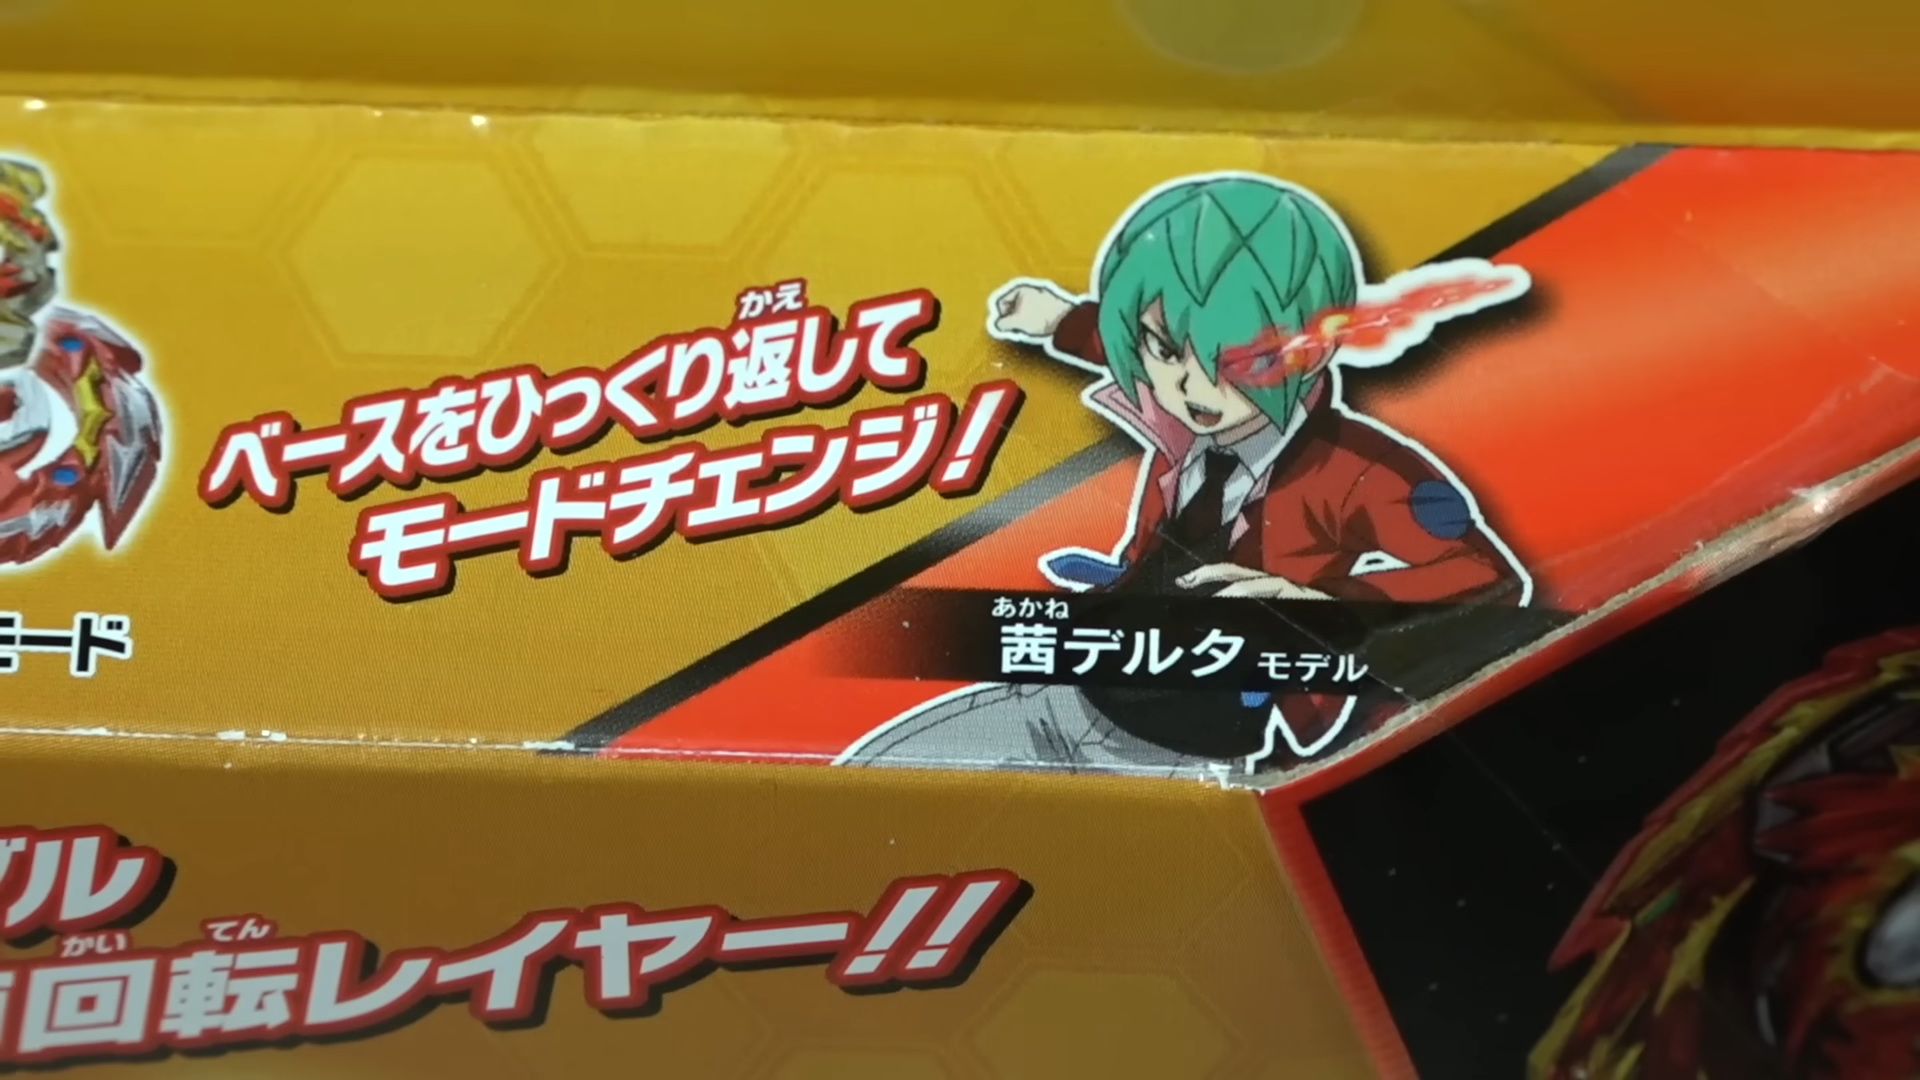 かえ
ベースをひっくり返して
モードチェンジ!
あかね
茜デルタ モデル
ード
ル
かい てん
回転レイヤー!!